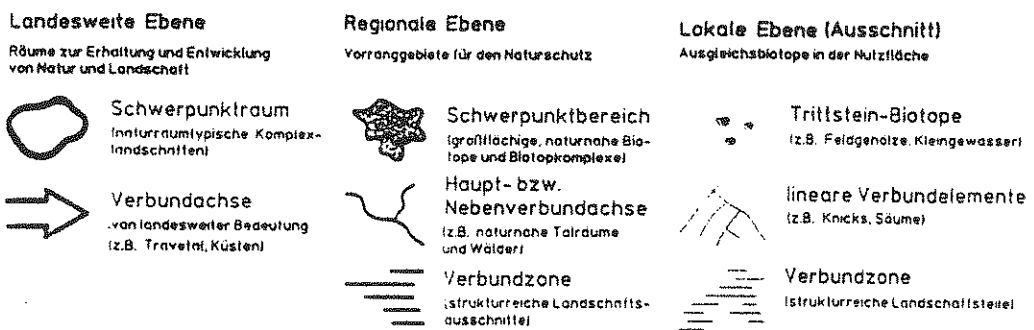 Landesweite Ebene
Räume zur Erhaltung und Entwicklung
von Natur und Landschaft
Schwerpunktraum
(naturraumtypische Komplex-
landschaften)
Verbundachse
von landesweiter Bedeutung
(z.B. Travetal, Küsten)
Regionale Ebene
Vorranggebiete für den Naturschutz
Schwerpunktbereich
(großflächige, naturnahe Bio-
tope und Biotopkomplexe)
Haupt- bzw.
Nebenverbundachse
(z.B. naturnahe Talräume
und Wälder)
Verbundzone
(strukturreiche Landschafts-
ausschnitte)
Lokale Ebene (Ausschnitt)
Ausgleichsbiotope in der Nutzfläche
Trittstein-Biotope
(z.B. Feldgehölze, Kleingewässer)
lineare Verbundelemente
(z.B. Knicks, Säume)
Verbundzone
(strukturreiche Landschaftsteile)